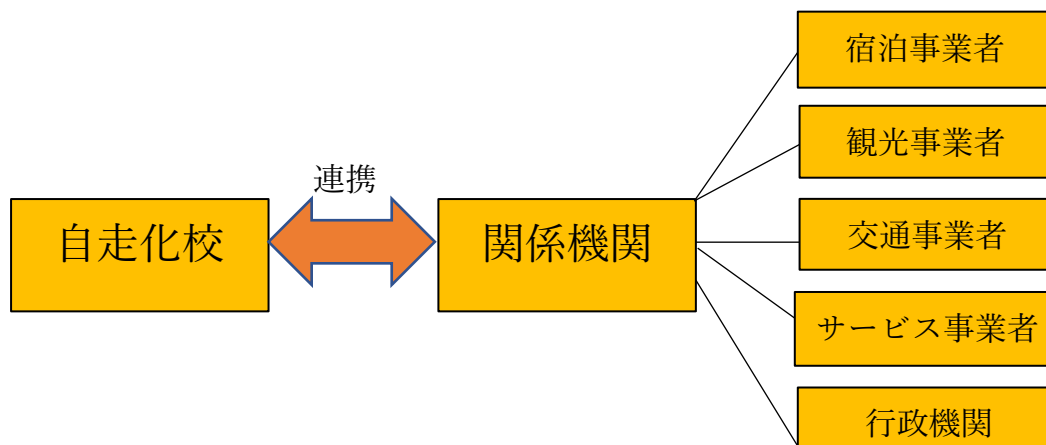 自走化校
連携
関係機関
宿泊事業者
観光事業者
交通事業者
サービス事業者
行政機関